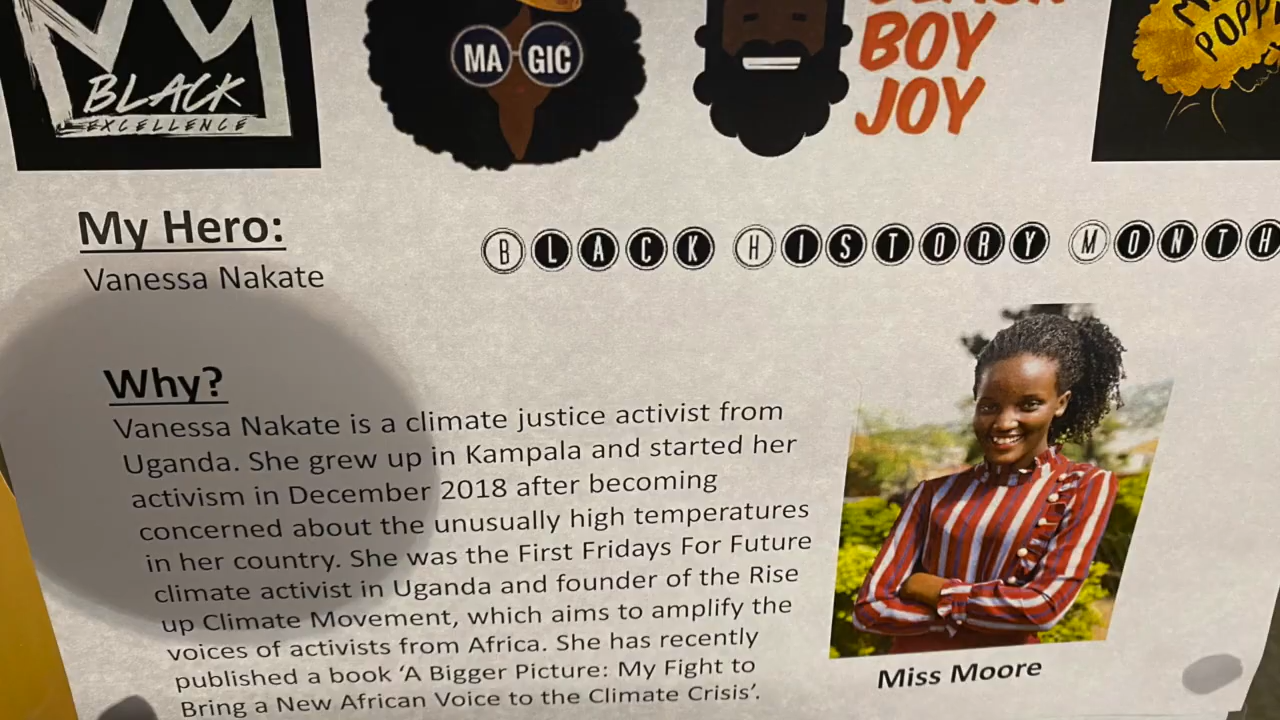 BLACK
EXCELLENCE
MA GIC
BOY
JOY
POPP
My Hero:
Vanessa Nakate
BLACK HISTORY MONTH
Why?
Vanessa Nakate is a climate justice activist from
Uganda. She grew up in Kampala and started her
activism in December 2018 after becoming
concerned about the unusually high temperatures
in her country. She was the First Fridays For Future
climate activist in Uganda and founder of the Rise
up Climate Movement, which aims to amplify the
voices of activists from Africa. She has recently
published a book ‘A Bigger Picture: My Fight to
Bring a New African Voice to the Climate Crisis’.
Miss Moore